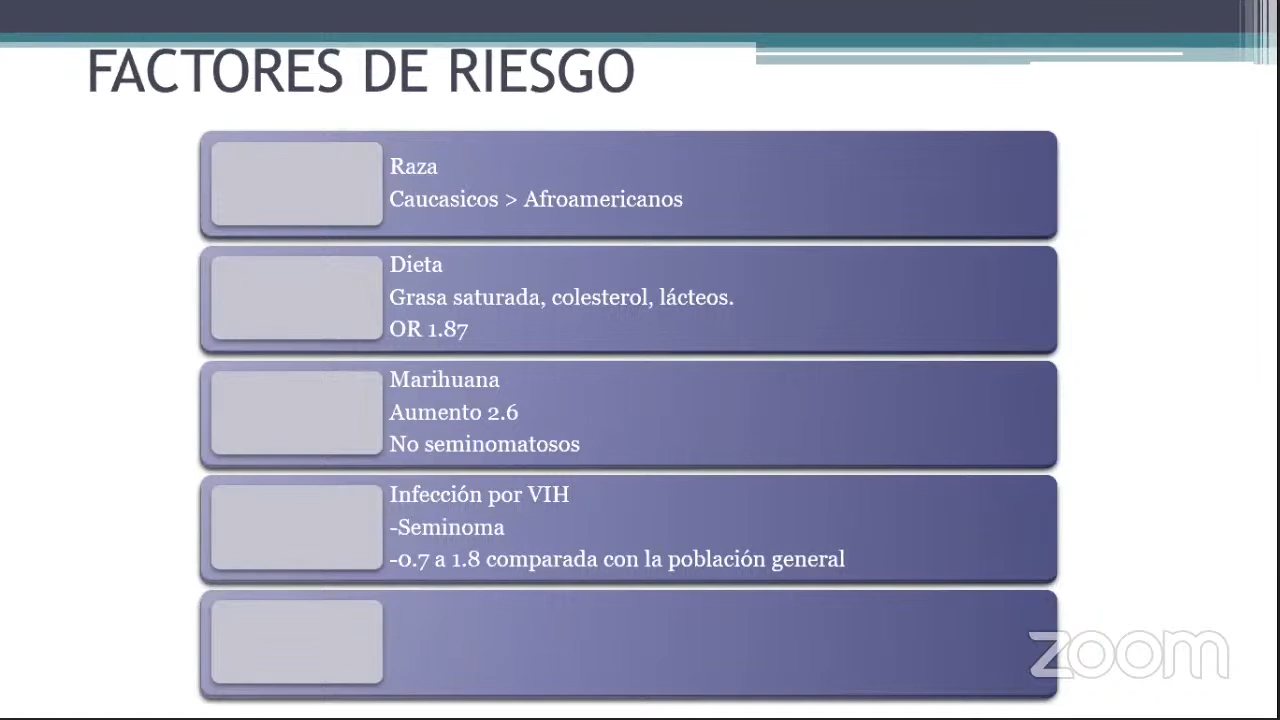 FACTORES DE RIESGO
Raza
Caucasicos > Afroamericanos
Dieta
Grasa saturada, colesterol, lácteos.
OR 1.87
Marihuana
Aumento 2.6
No seminomatosos
Infección por VIH
-Seminoma
-0.7 a 1.8 comparada con la población general
zoom